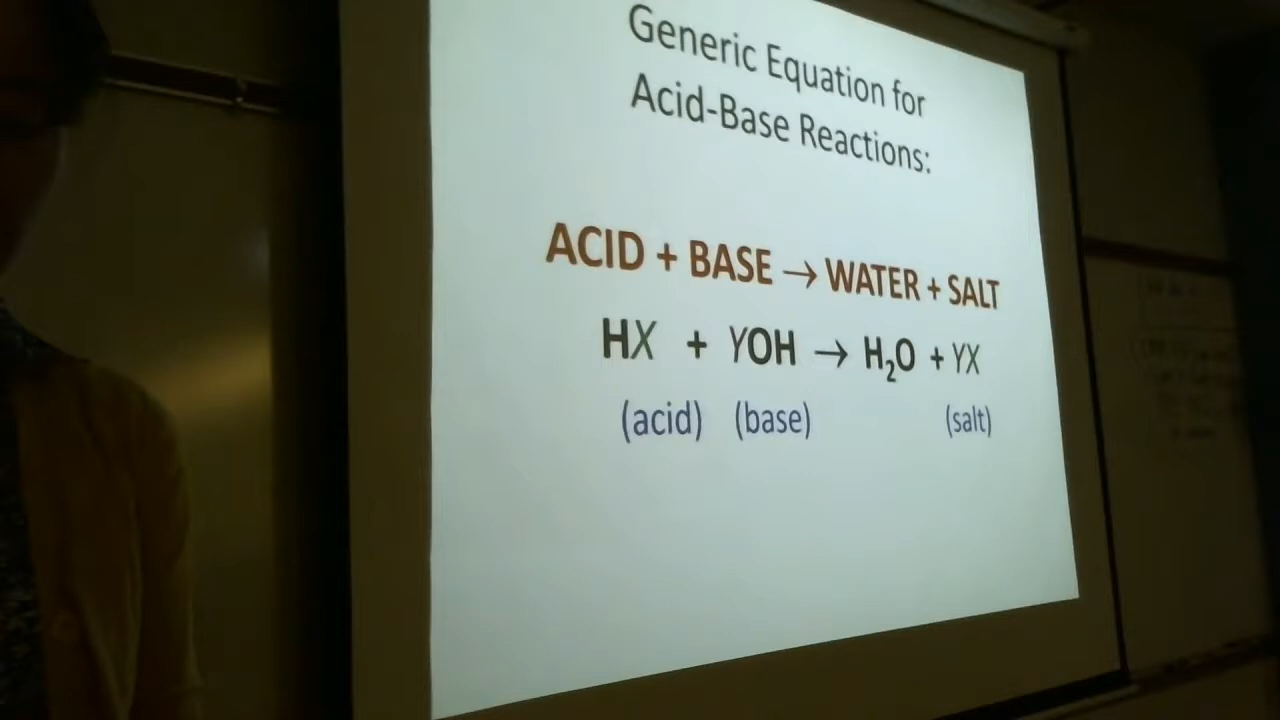 Generic Equation for
Acid-Base Reactions:
ACID + BASE → WATER + SALT
HX + YOH → H₂O + YX
(acid) (base) (salt)